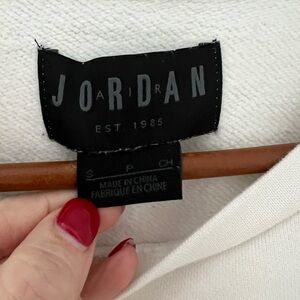 JORDAN
AIR
EST. 1985
S P CH
MADE IN CHINA
FABRIQUÉ EN CHINE